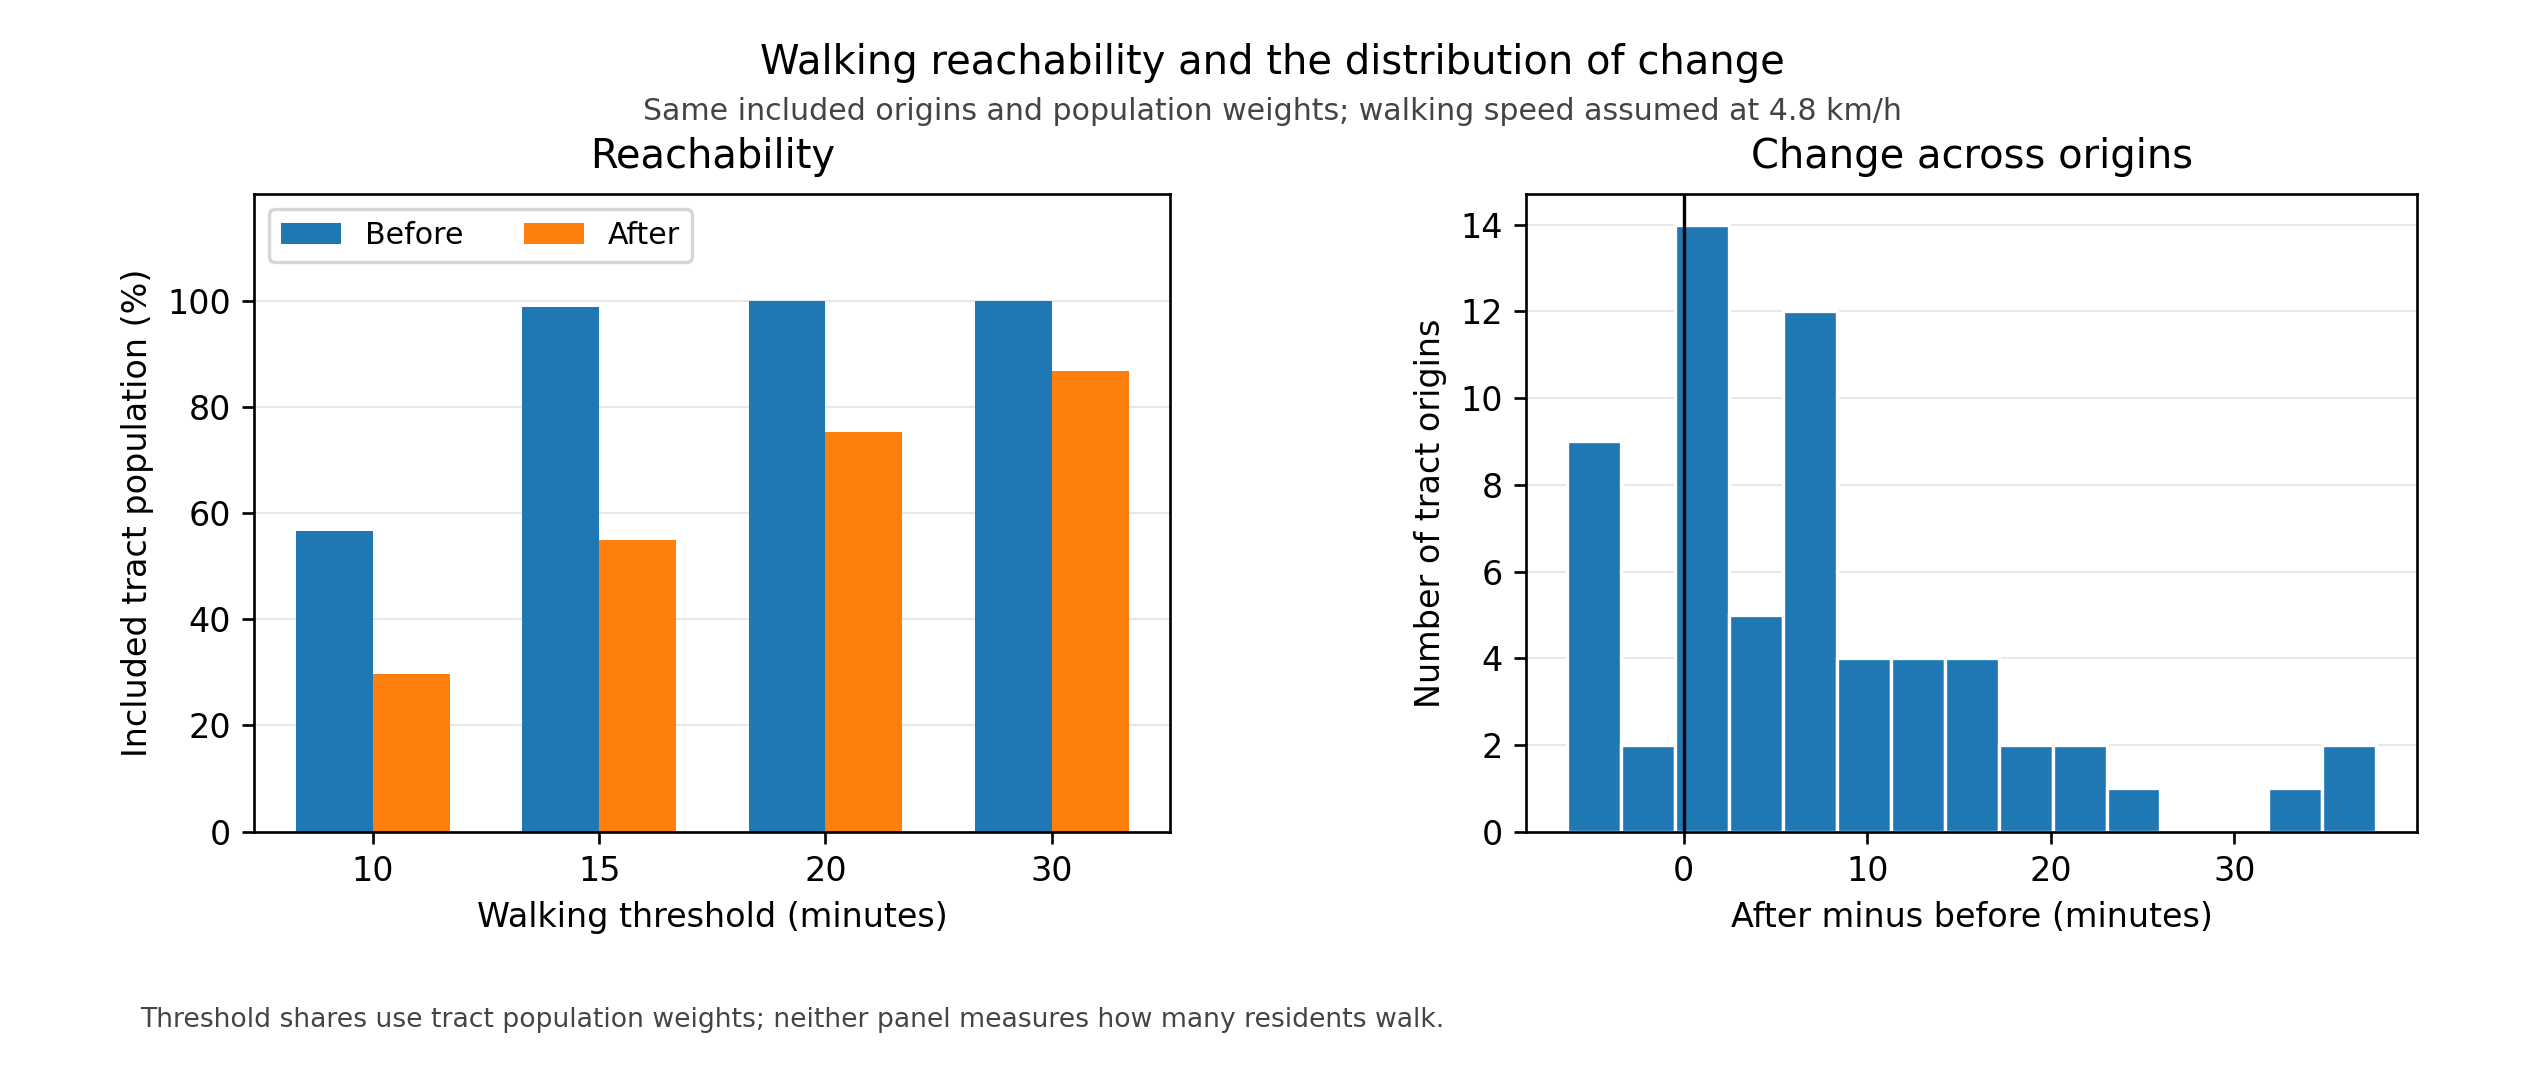 Walking reachability and the distribution of change
Same included origins and population weights; walking speed assumed at 4.8 km/h
Reachability
Before
After
Included tract population (%)
100
80
60
40
20
0
10
15
20
30
Walking threshold (minutes)
Change across origins
Number of tract origins
14
12
10
8
6
4
2
0
0
10
20
30
After minus before (minutes)
Threshold shares use tract population weights; neither panel measures how many residents walk.